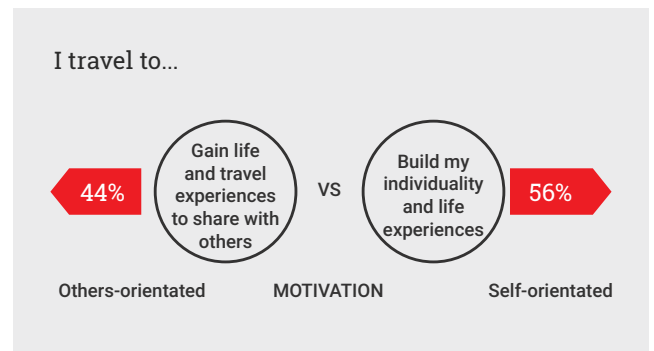 I travel to...
44%
Gain life
and travel
experiences
to share with
others
VS
Build my
individuality
and life
experiences
56%
Others-orientated
MOTIVATION
Self-orientated